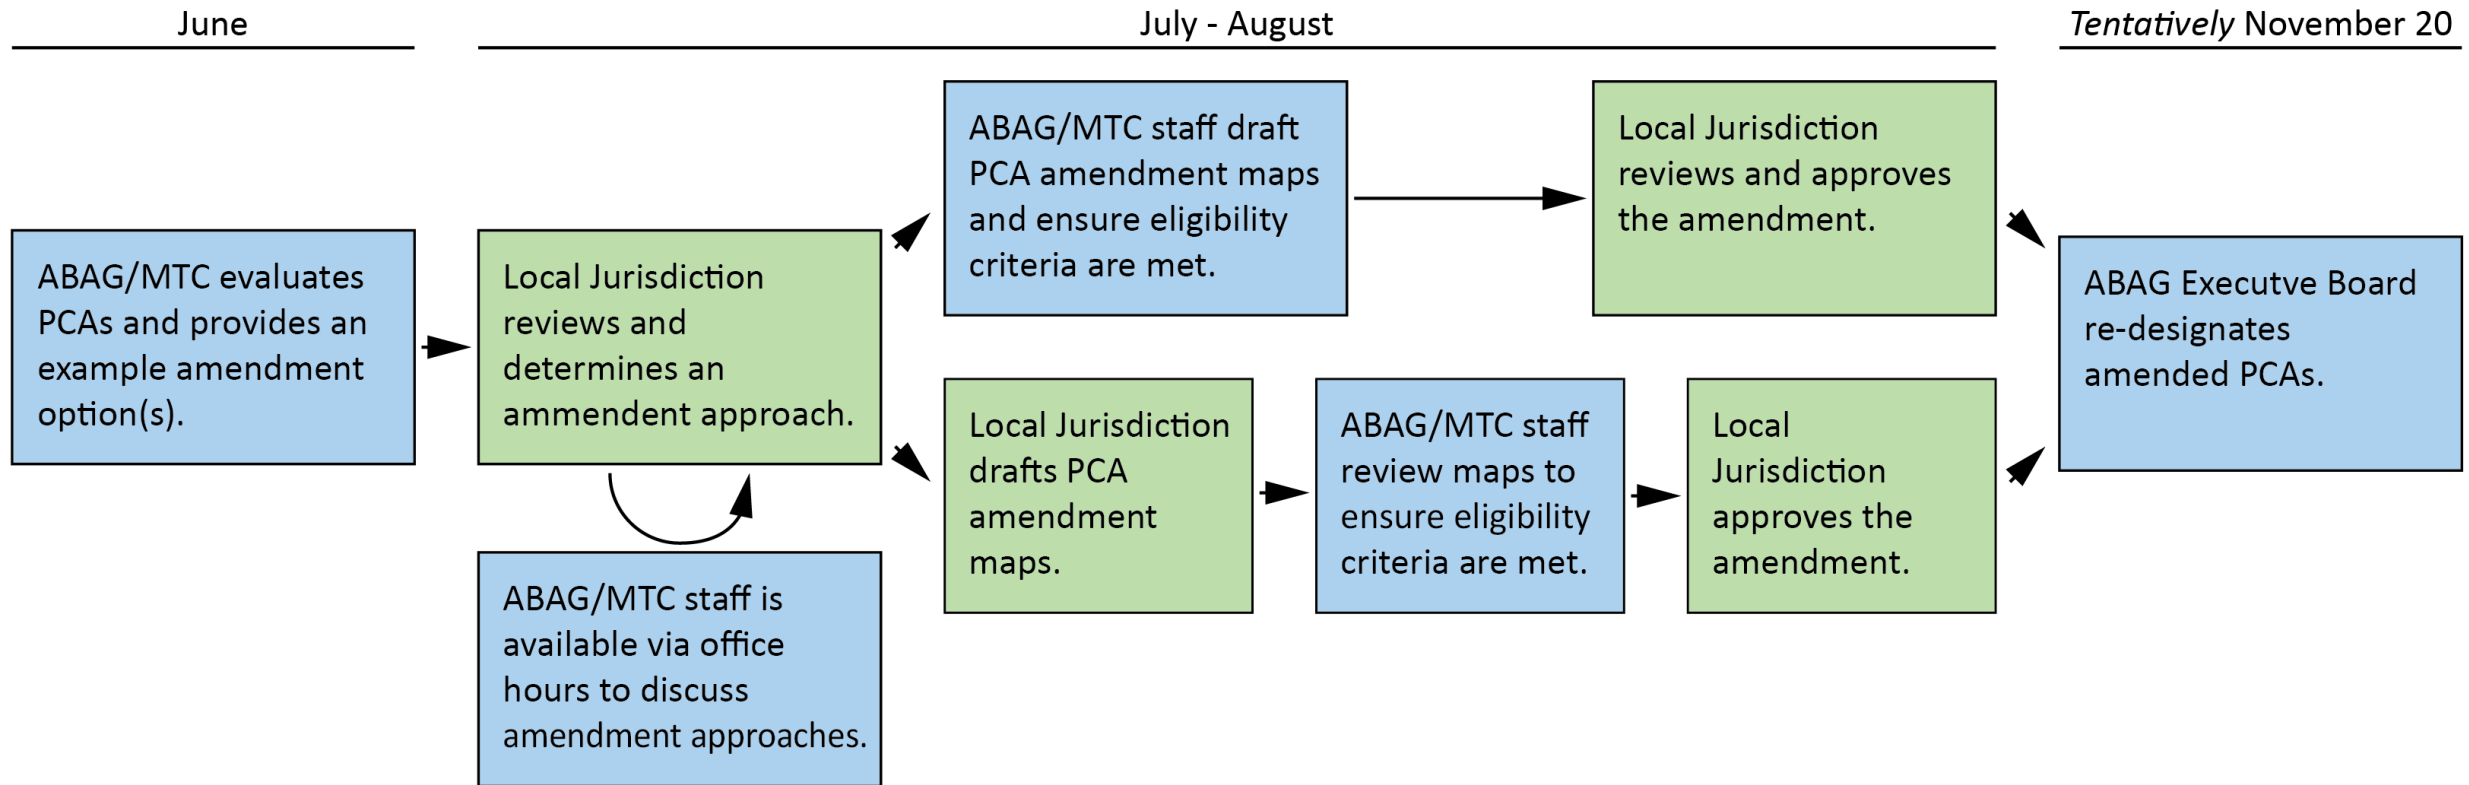 June
July - August
Tentatively November 20
ABAG/MTC evaluates
PCAs and provides an
example amendment
option(s).
Local Jurisdiction
reviews and
determines an
ammendent approach.
ABAG/MTC staff is
available via office
hours to discuss
amendment approaches.
ABAG/MTC staff draft
PCA amendment maps
and ensure eligibility
criteria are met.
Local Jurisdiction
reviews and approves
the amendment.
Local Jurisdiction
drafts PCA
amendment
maps.
ABAG/MTC staff
review maps to
ensure eligibility
criteria are met.
Local
Jurisdiction
approves the
amendment.
ABAG Executve Board
re-designates
amended PCAs.